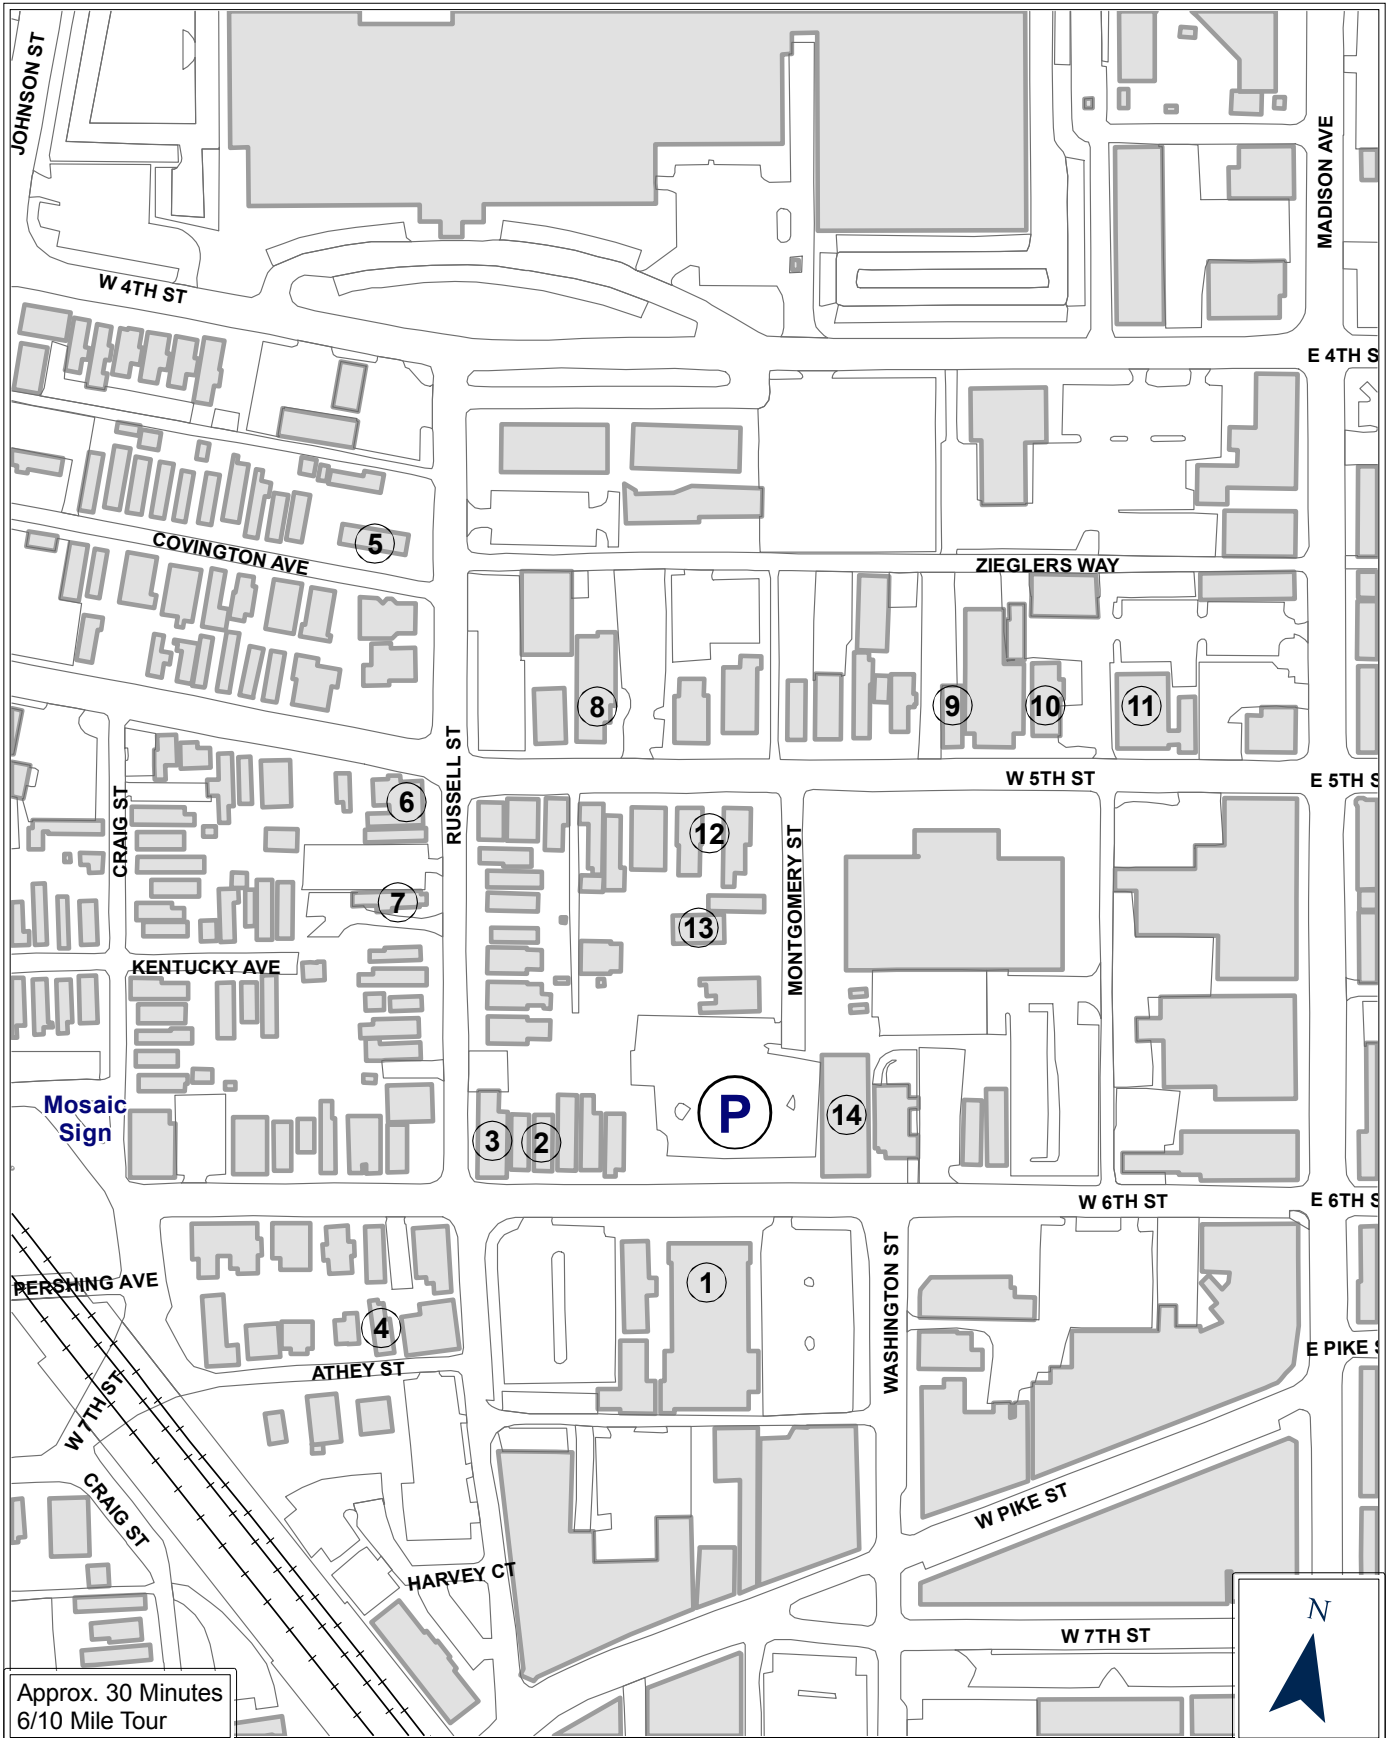 JOHNSON ST
MADISON AVE
W 4TH ST
E 4TH S
5
COVINGTON AVE
ZIEGLERS WAY
8
9
10
11
RUSSELL ST
W 5TH ST
E 5TH S
6
CRAIG ST
12
MONTGOMERY ST
7
13
KENTUCKY AVE
Mosaic
Sign
P
3
2
14
W 6TH ST
E 6TH S
PERSHING AVE
1
WASHINGTON ST
4
ATHEY ST
E PIKE S
W 7TH ST
CRAIG ST
W PIKE ST
HARVEY CT
N
W 7TH ST
Approx. 30 Minutes
6/10 Mile Tour